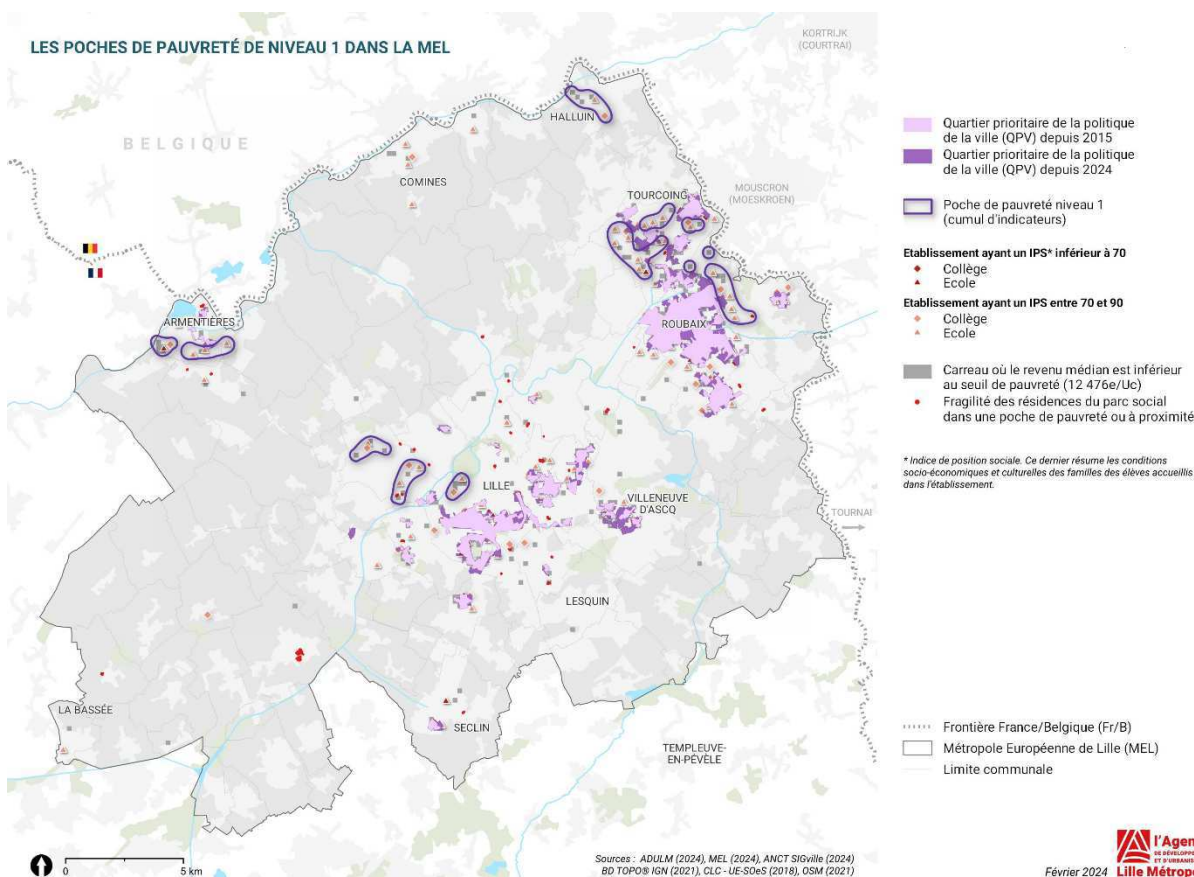 LES POCHES DE PAUVRETÉ DE NIVEAU 1 DANS LA MEL
KORTRIJK
(COURTRAI)
BELGIQUE
HALLUIN
COMINES
TOURCOING
MOUSCRON
(MOESKROEN)
ARMENTIÈRES
ROUBAIX
LILLE
VILLENEUVE
D'ASCQ
TOURNAI
LESQUIN
LA BASSÉE
SECLIN
TEMPLEUVE-
EN-PÉVÈLE
0
5 km
Sources : ADULM (2024), MEL (2024), ANCT SIGville (2024)
BD TOPO® IGN (2021), CLC - UE-SOeS (2018), OSM (2021)
Quartier prioritaire de la politique
de la ville (QPV) depuis 2015
Quartier prioritaire de la politique
de la ville (QPV) depuis 2024
Poche de pauvreté niveau 1
(cumul d'indicateurs)
Etablissement ayant un IPS* inférieur à 70
Collège
Ecole
Etablissement ayant un IPS entre 70 et 90
Collège
Ecole
Carreau où le revenu médian est inférieur
au seuil de pauvreté (12 476e/Uc)
Fragilité des résidences du parc social
dans une poche de pauvreté ou à proximité
* Indice de position sociale. Ce dernier résume les conditions
socio-économiques et culturelles des familles des élèves accueillis
dans l'établissement.
Frontière France/Belgique (Fr/B)
Métropole Européenne de Lille (MEL)
Limite communale
Février 2024
l'Agen
DE DÉVELOPPE
ET D'URBANIS
Lille Métrop